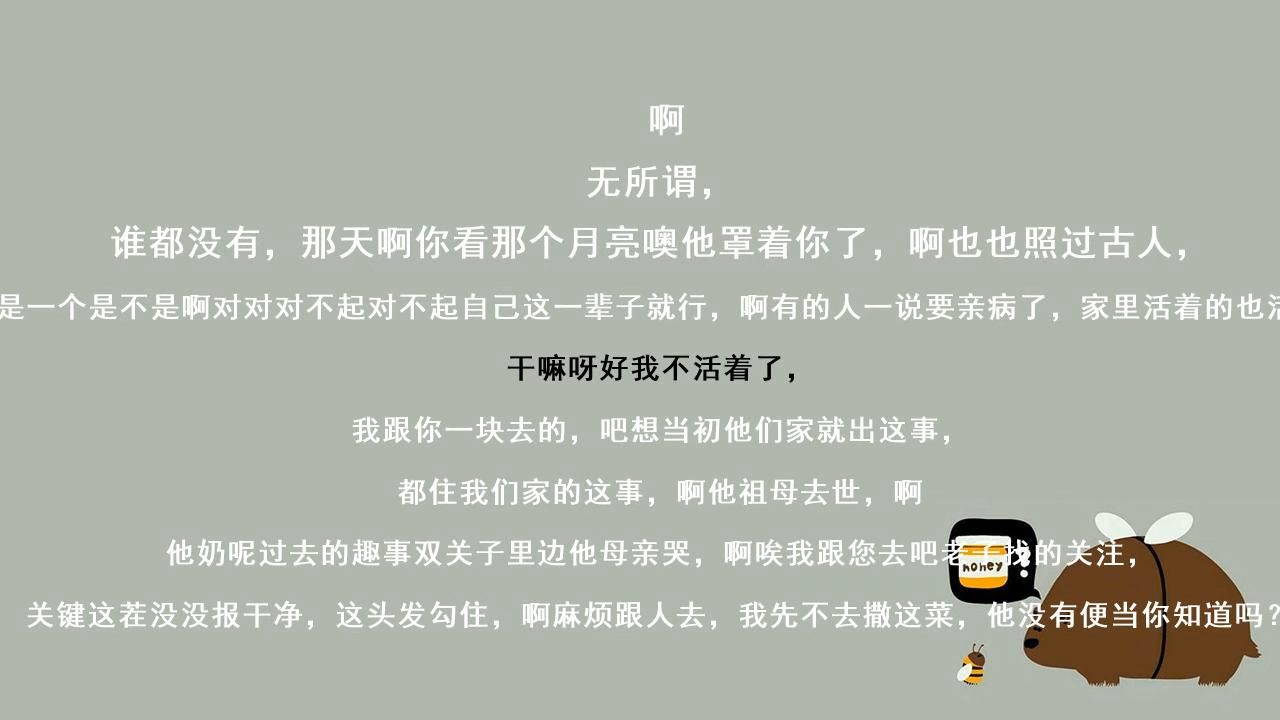 啊
无所谓，
谁都没有，那天啊你看那个月亮噢他罩着你了，啊也也照过古人，
是一个是不是啊对对对不起对不起自己这一辈子就行，啊有的人一说要亲病了，家里活着的也活
干嘛呀好我不活着了，
我跟你一块去的，吧想当初他们家就出这事，
都住我们家的这事，啊他祖母去世，啊
他奶呢过去的趣事双关子里边他母亲哭，啊唉我跟您去吧老子找的关注，
honey ?
关键这茬没没报干净，这头发勾住，啊麻烦跟人去，我先不去撒这菜，他没有便当你知道吗?